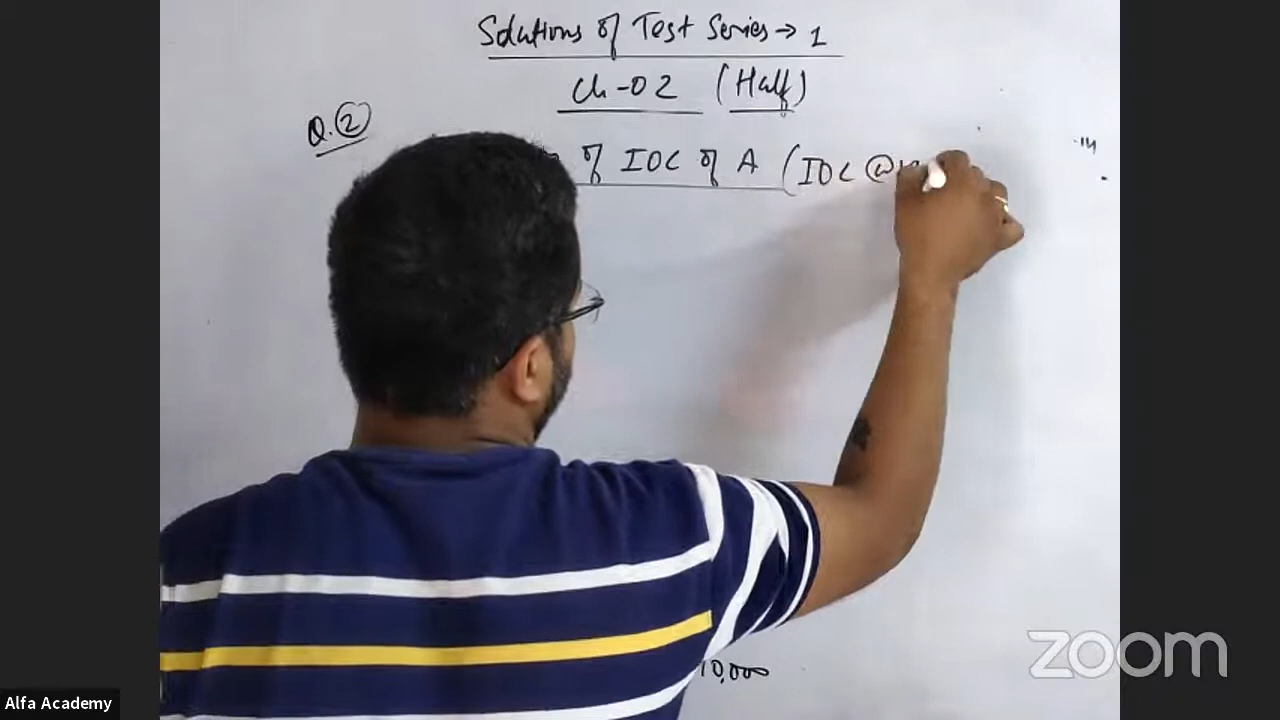 Solutions of Test Series → 1
Ch-02 (Half)
Q.②
of IOC of A (IOC @
10,000
zoom
Alfa Academy